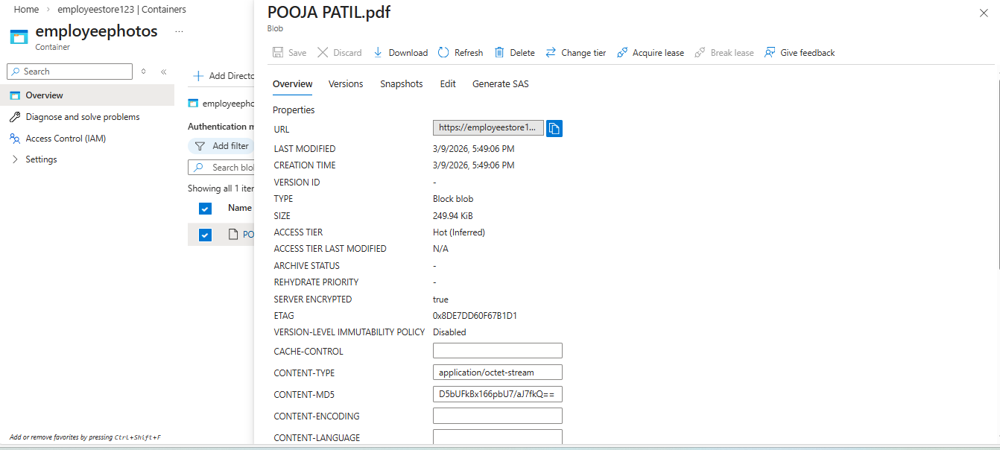 Home > employeestore123 | Containers
employeephotos ...
Container
Search
Overview
Diagnose and solve problems
Access Control (IAM)
Settings
Add or remove favorites by pressing Ctrl+Shift+F
Add Directo
employeepho
Authentication m
Add filter
Search blo
Showing all 1 iter
Name
PO
POOJA PATIL.pdf
Blob
Save Discard Download Refresh Delete Change tier Acquire lease Break lease Give feedback
Overview Versions Snapshots Edit Generate SAS
Properties
URL https://employeestore1...
LAST MODIFIED 3/9/2026, 5:49:06 PM
CREATION TIME 3/9/2026, 5:49:06 PM
VERSION ID -
TYPE Block blob
SIZE 249.94 KiB
ACCESS TIER Hot (Inferred)
ACCESS TIER LAST MODIFIED N/A
ARCHIVE STATUS -
REHYDRATE PRIORITY -
SERVER ENCRYPTED true
ETAG 0x8DE7DD60F67B1D1
VERSION-LEVEL IMMUTABILITY POLICY Disabled
CACHE-CONTROL
CONTENT-TYPE application/octet-stream
CONTENT-MD5 D5bUFkBx166pbU7/aJ7fkQ==
CONTENT-ENCODING
CONTENT-LANGUAGE